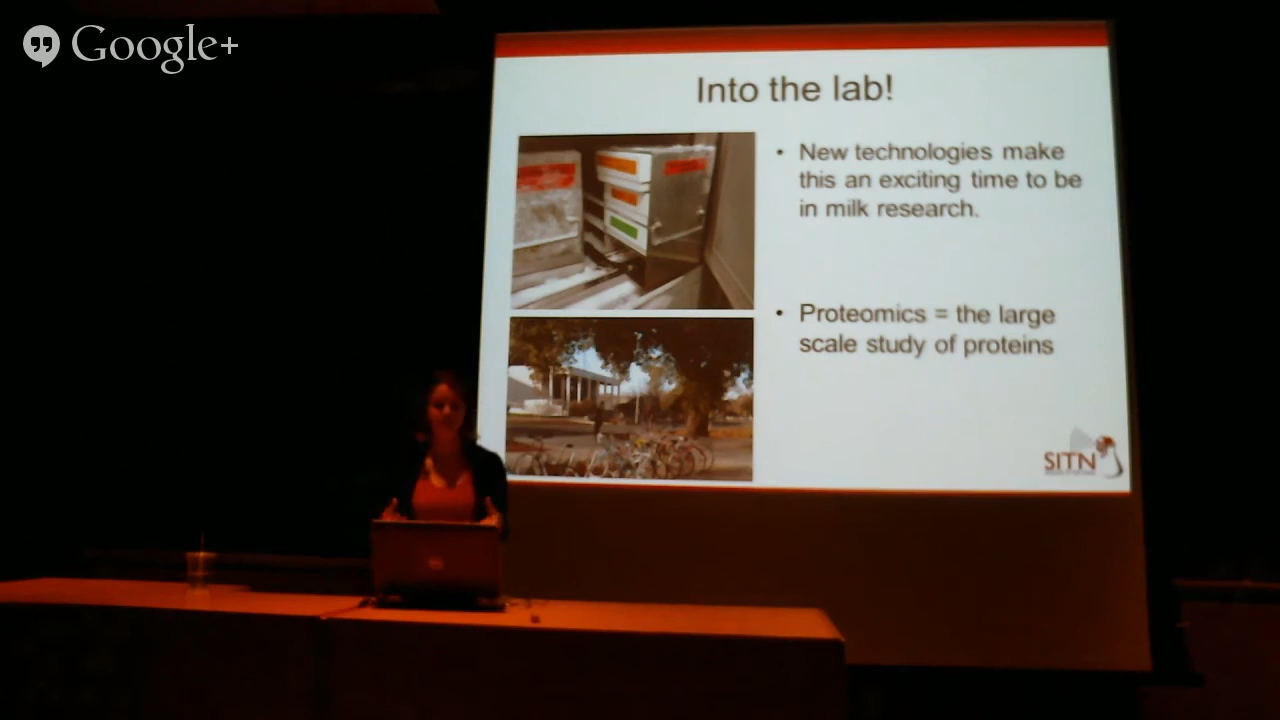 Google+
Into the lab!
• New technologies make
this an exciting time to be
in milk research.
• Proteomics = the large
scale study of proteins
SITN